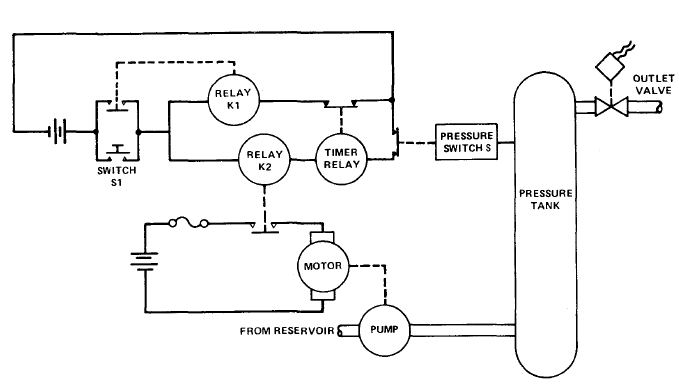 OUTLET
VALVE
RELAY
K1
PRESSURE
SWITCH S
RELAY
K2
TIMER
RELAY
SWITCH
S1
PRESSURE
TANK
MOTOR
FROM RESERVOIR
PUMP